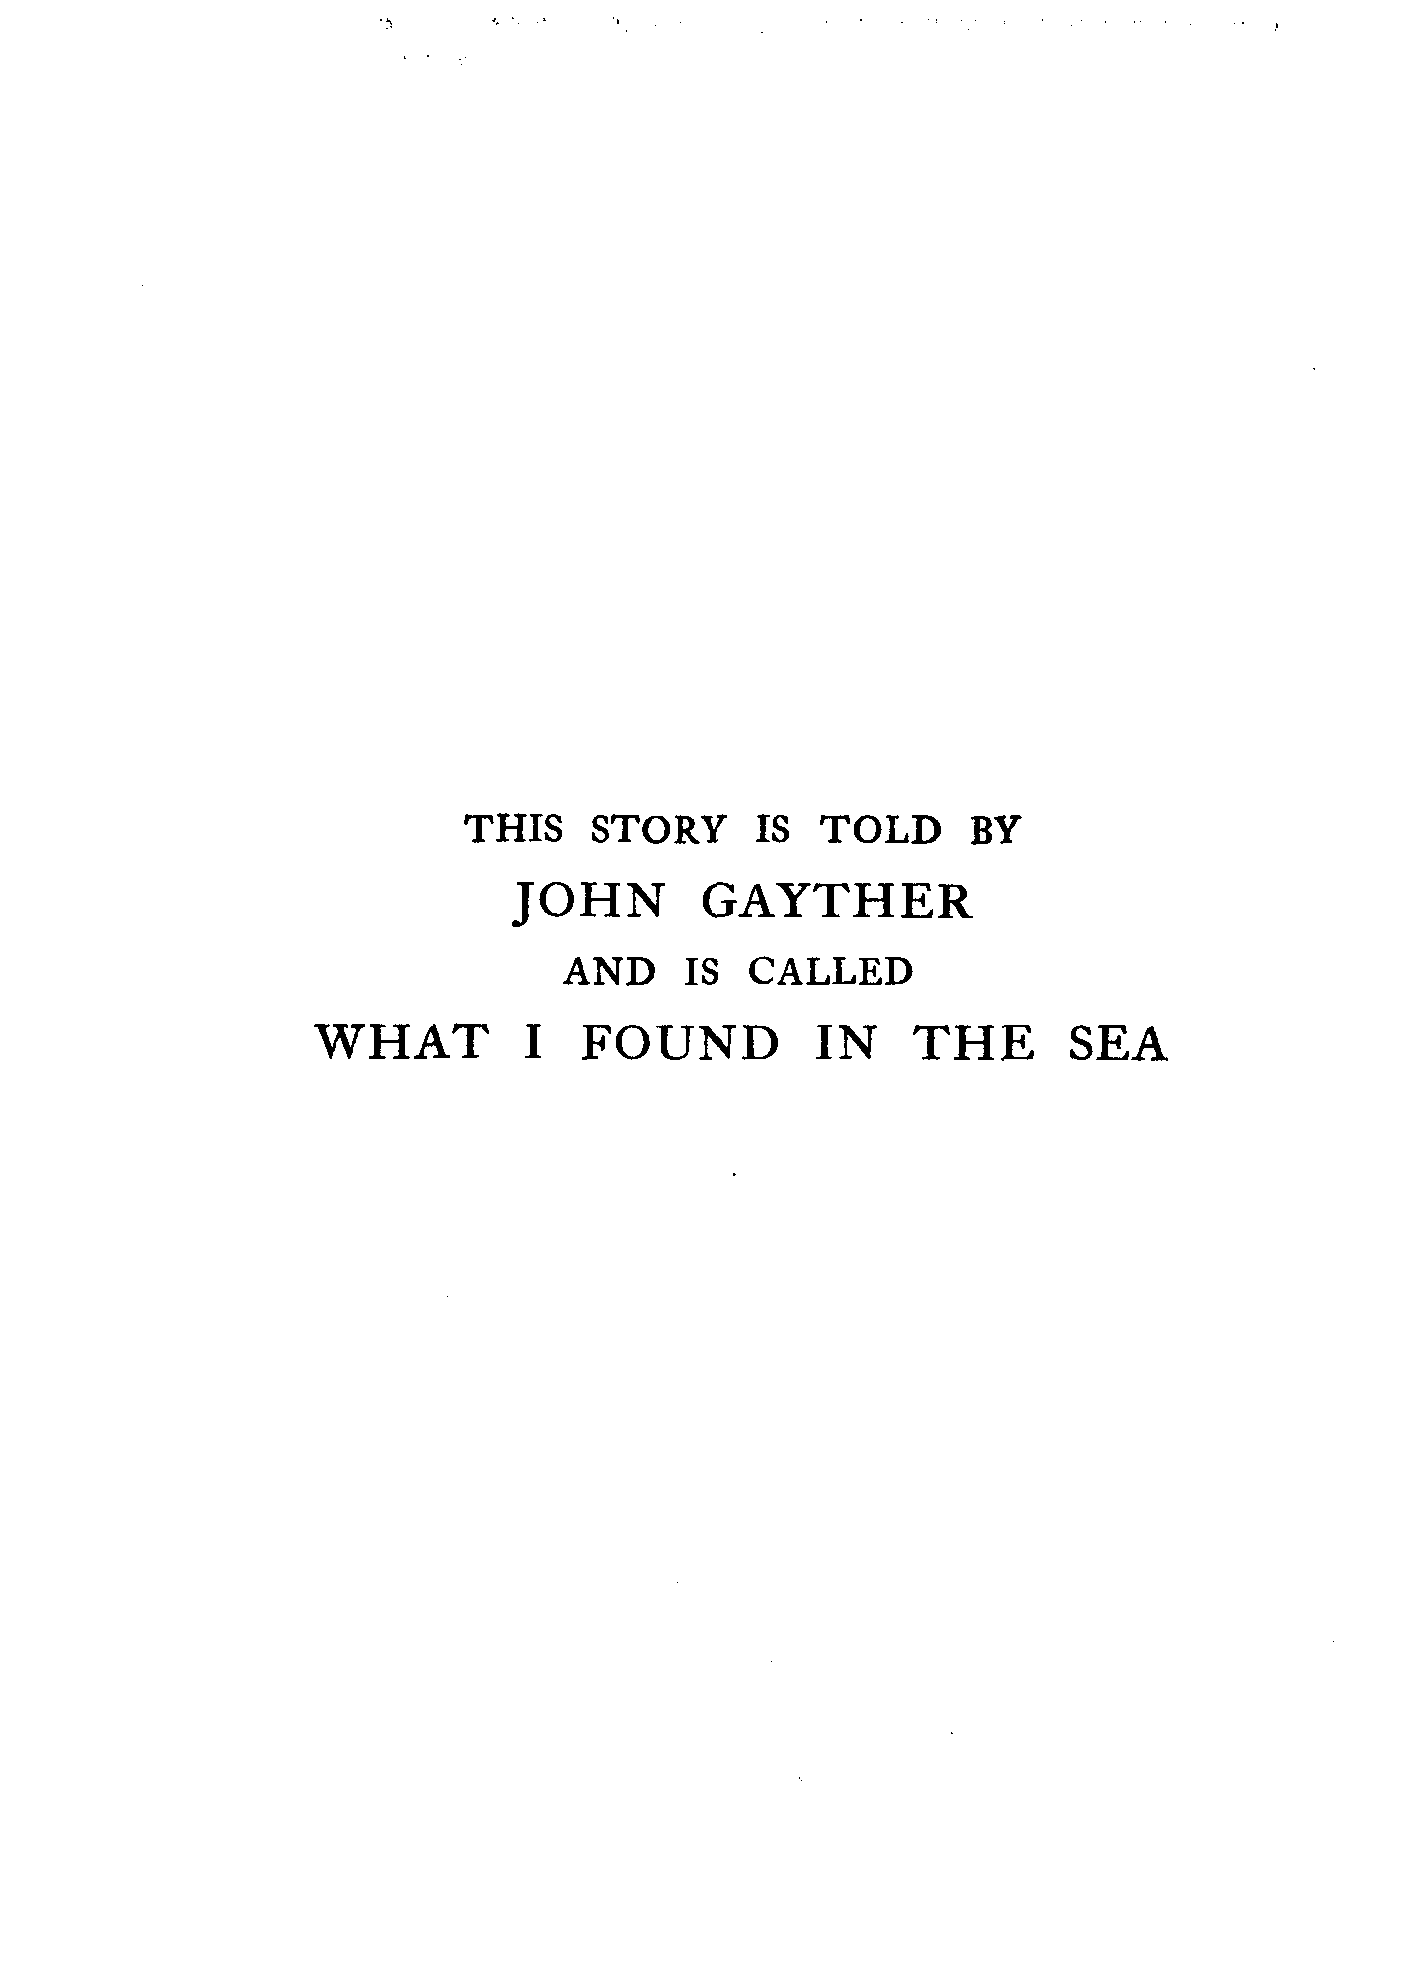 THIS STORY IS TOLD BY
JOHN GAYTHER
AND IS CALLED
WHAT I FOUND IN THE SEA